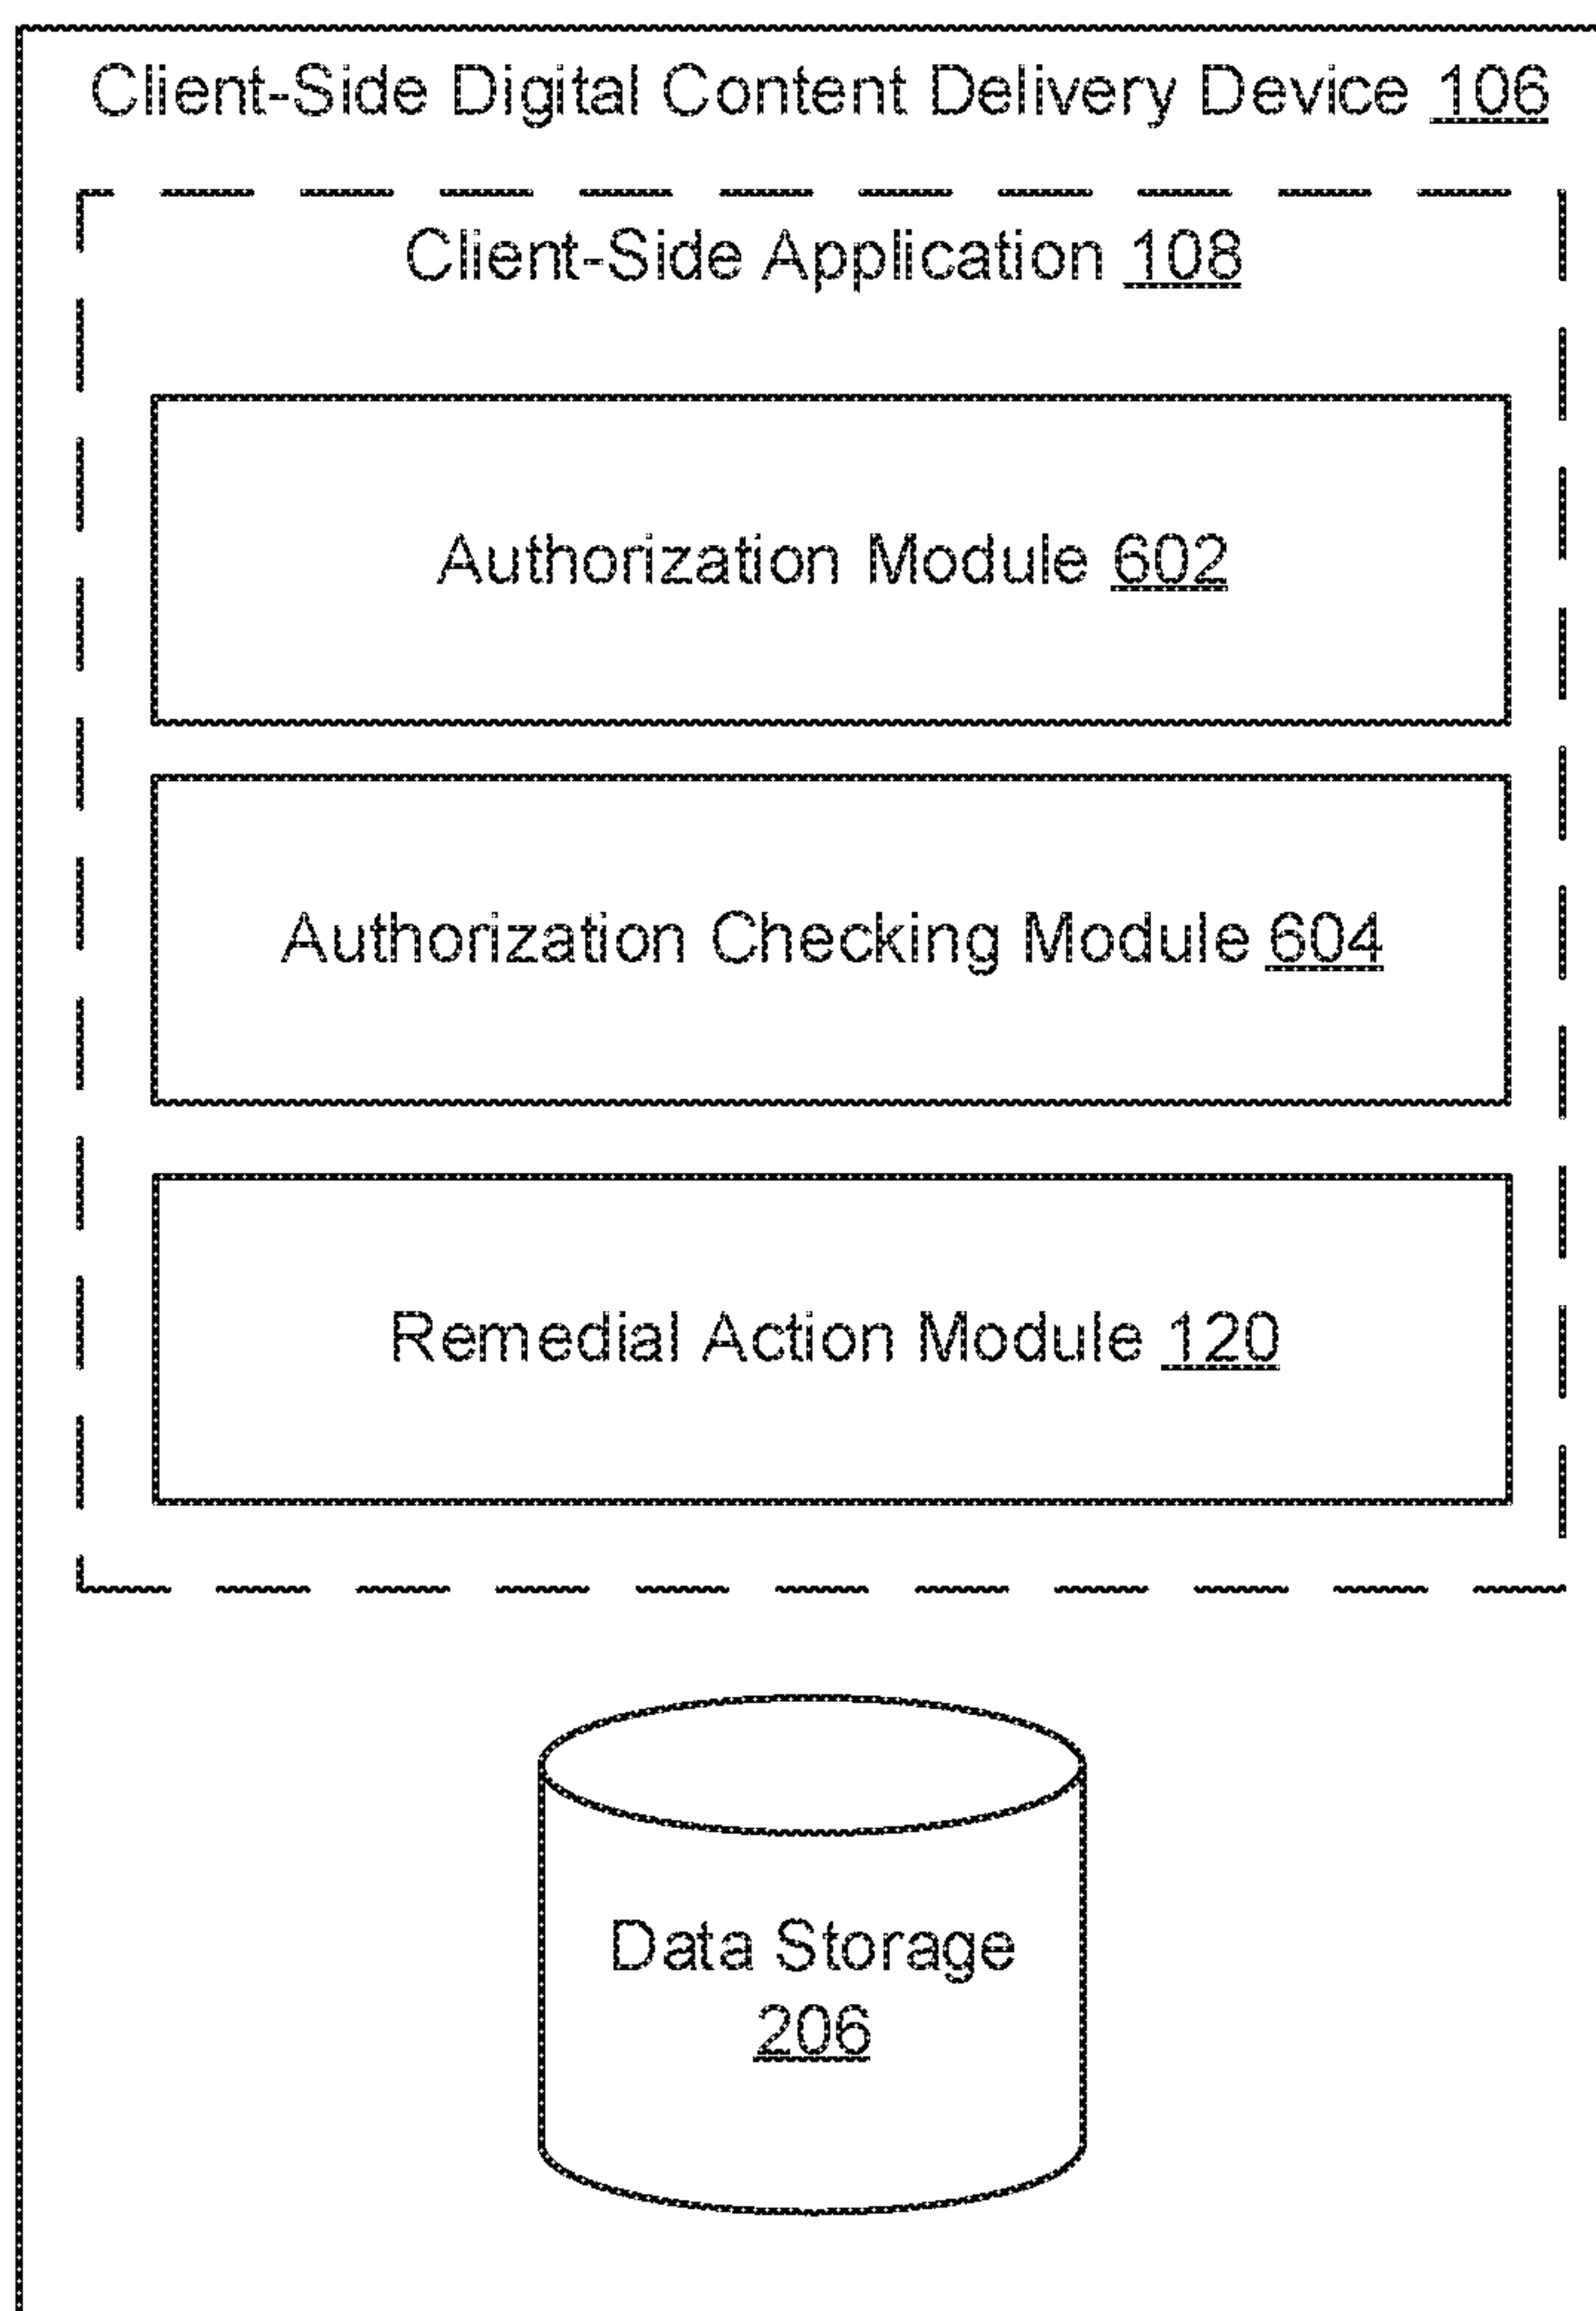 Client-Side Digital Content Delivery Device 106
Client-Side Application 108
Authorization Module 602
Authorization Checking Module 604
Remedial Action Module 120
Data Storage
206